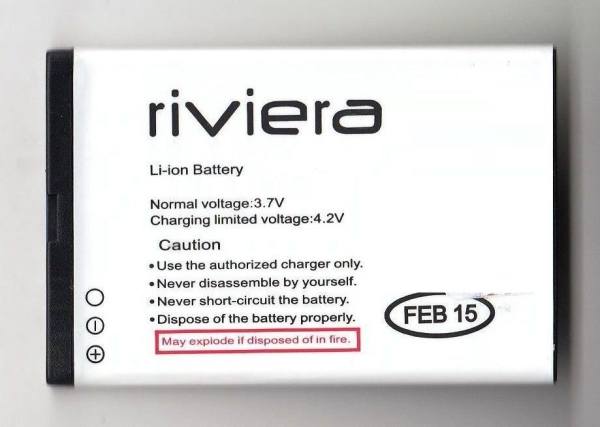 riviera
Li-ion Battery
Normal voltage:3.7V
Charging limited voltage:4.2V
Caution
•Use the authorized charger only.
•Never disassemble by yourself.
•Never short-circuit the battery.
•Dispose of the battery properly.
May explode if disposed of in fire.
FEB 15